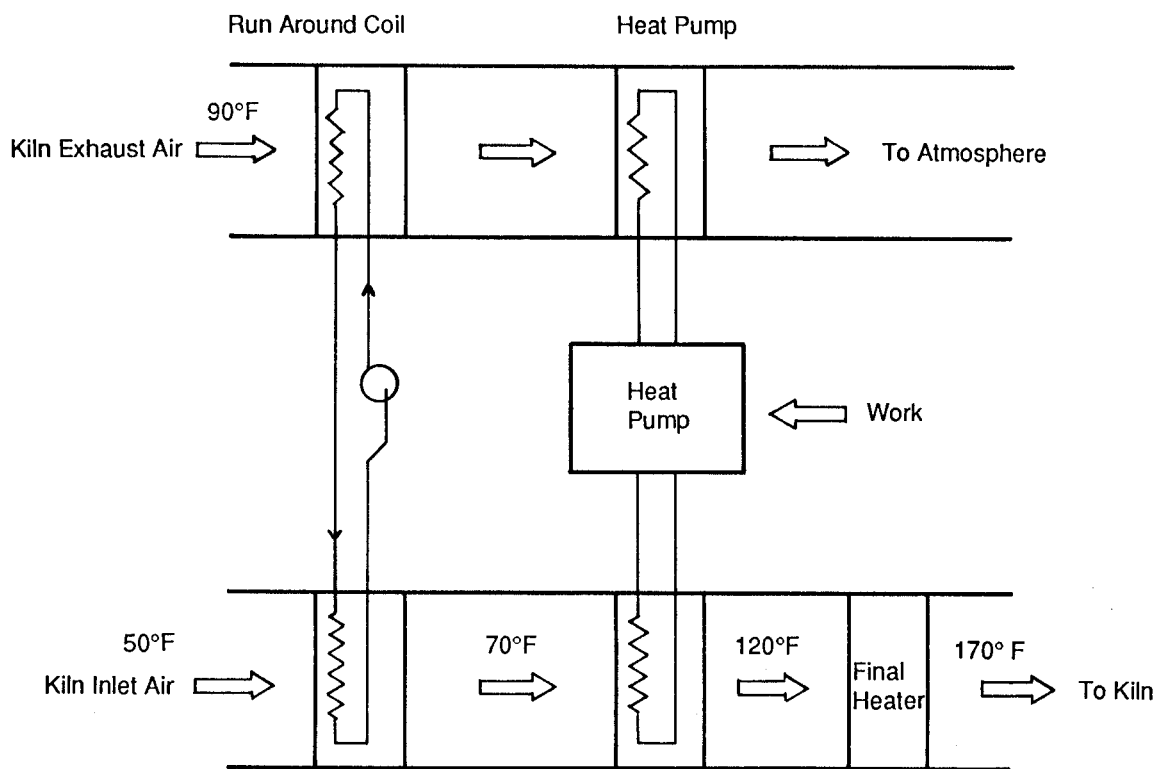 Run Around Coil
Heat Pump
90°F
Kiln Exhaust Air
To Atmosphere
Heat
Pump
Work
50°F
70°F
120°F
170° F
Kiln Inlet Air
Final
Heater
To Kiln